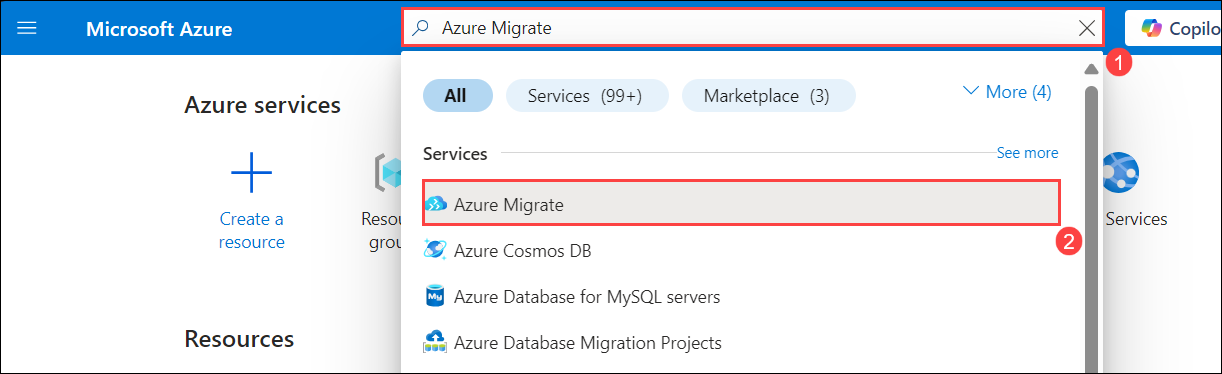 Microsoft Azure
Azure Migrate
Copilo
1
All
Services (99+)
Marketplace (3)
More (4)
Azure services
Services
See more
Create a
resource
Resou
grou
Services
Azure Migrate
2
Azure Cosmos DB
My
Azure Database for MySQL servers
Resources
Azure Database Migration Projects